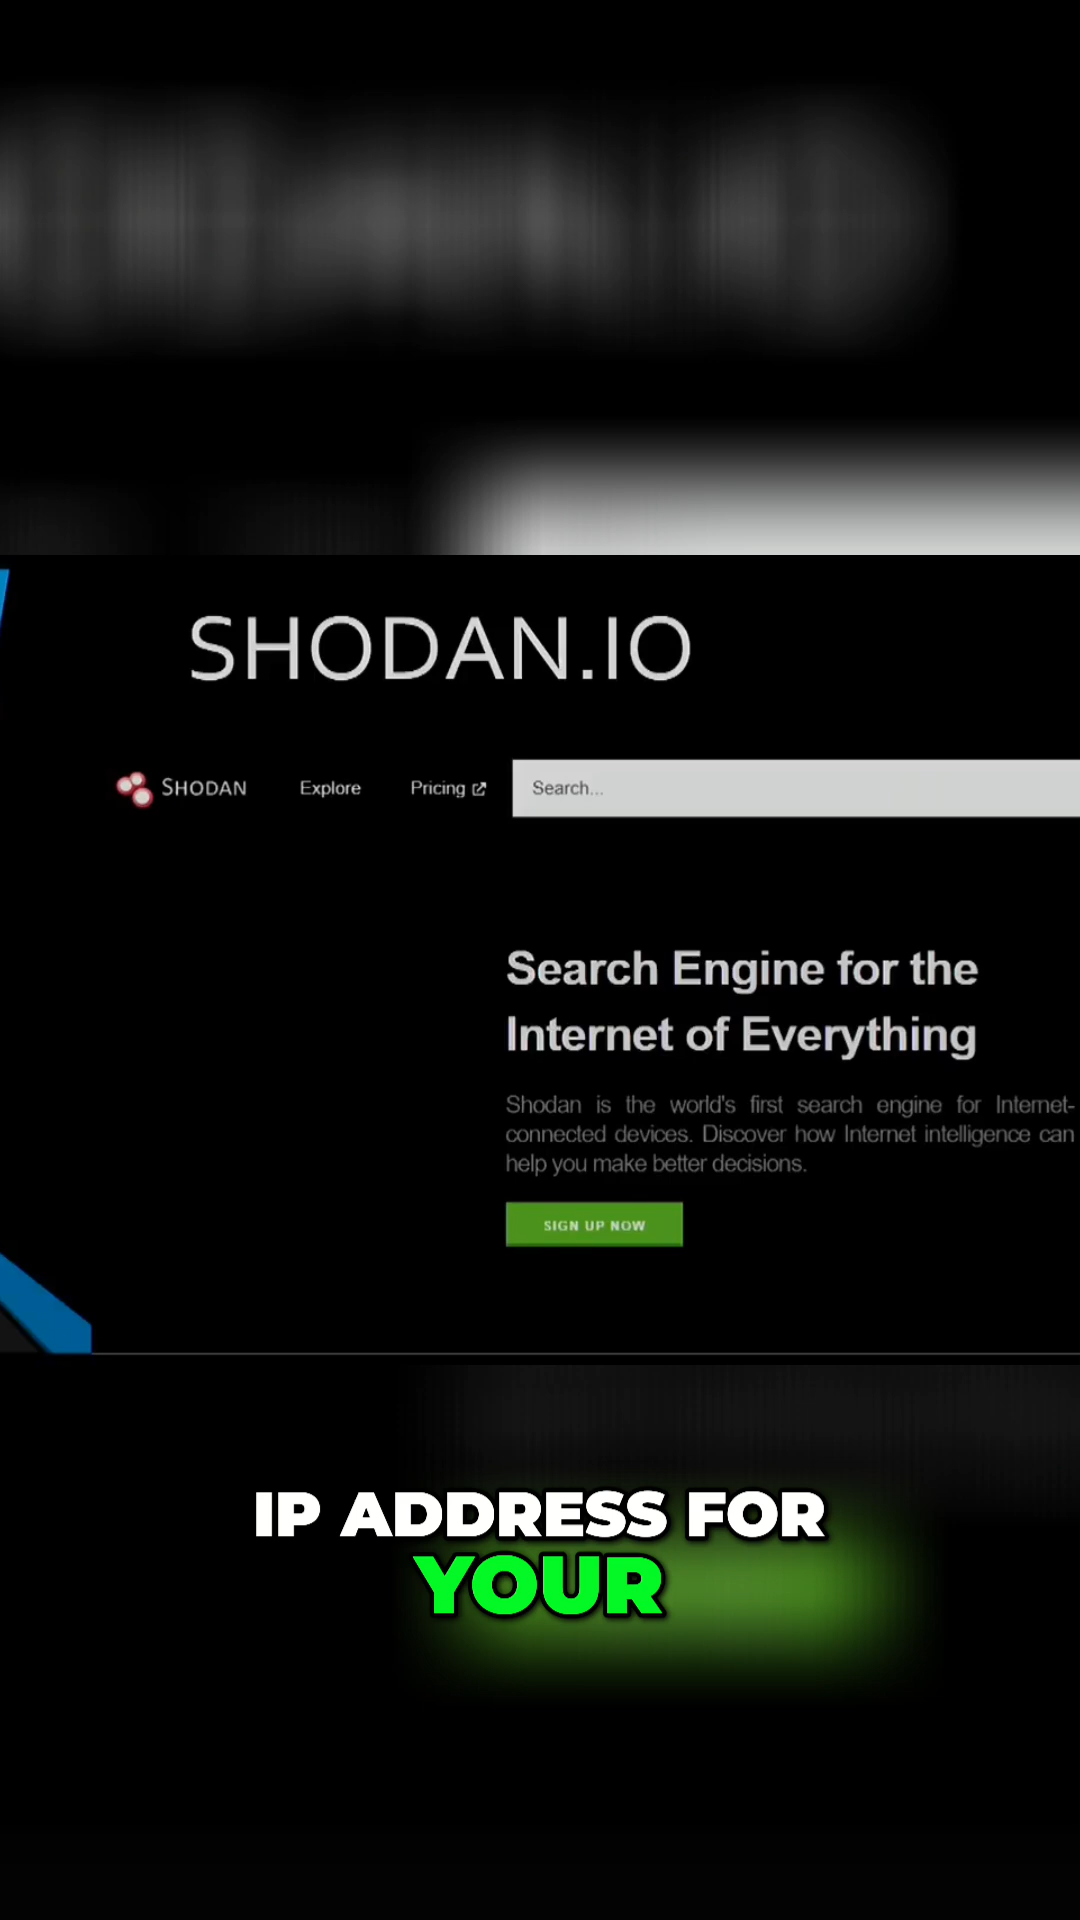 SHODAN.IO
SHODAN Explore Pricing Search...
Search Engine for the
Internet of Everything
Shodan is the world's first search engine for Internet-
connected devices. Discover how Internet intelligence can
help you make better decisions.
SIGN UP NOW
IP ADDRESS FOR
YOUR